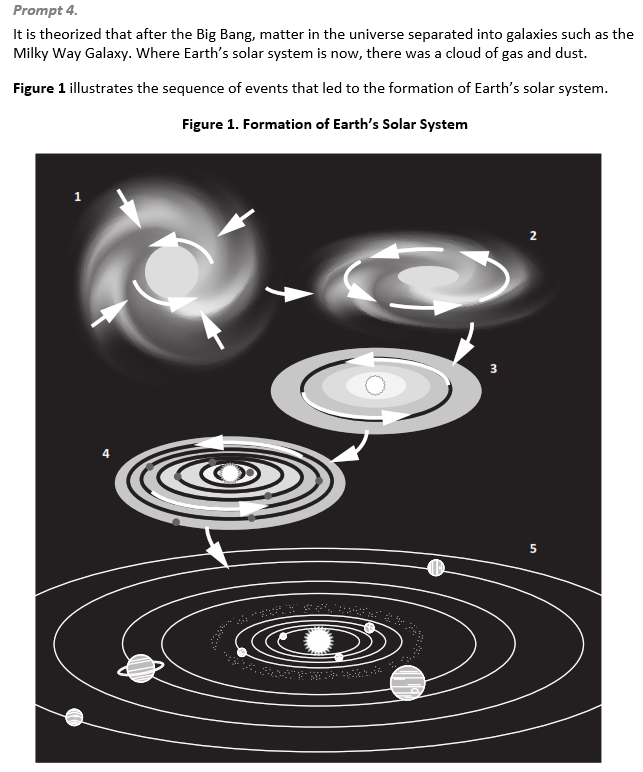 Prompt 4.
It is theorized that after the Big Bang, matter in the universe separated into galaxies such as the
Milky Way Galaxy. Where Earth's solar system is now, there was a cloud of gas and dust.
Figure 1 illustrates the sequence of events that led to the formation of Earth's solar system.
Figure 1. Formation of Earth's Solar System
1
2
3
4
5